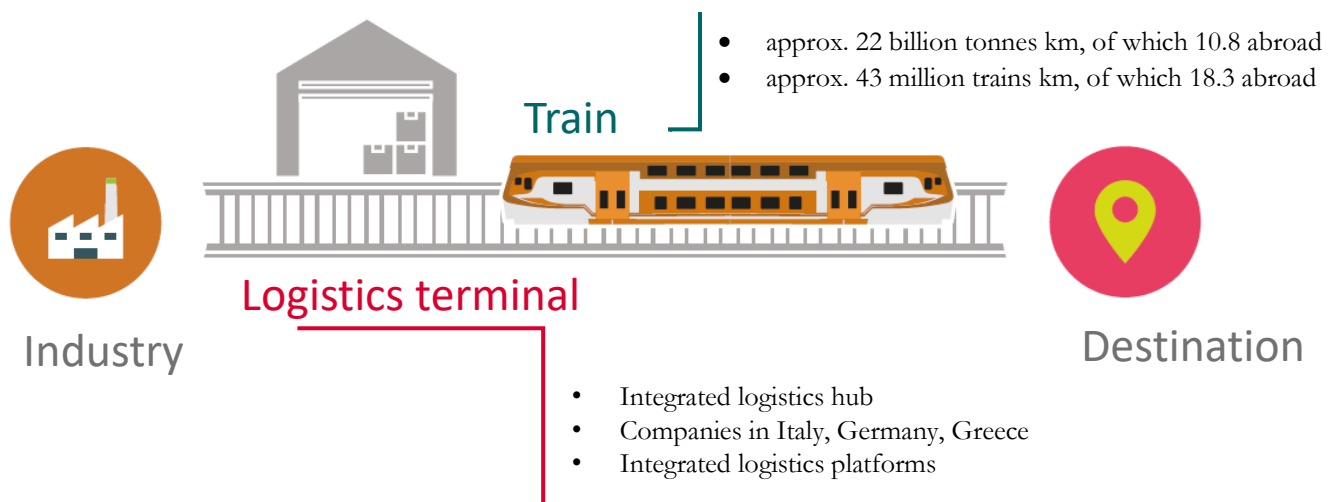 • approx. 22 billion tonnes km, of which 10.8 abroad
• approx. 43 million trains km, of which 18.3 abroad
Train
Logistics terminal
Industry
Destination
• Integrated logistics hub
• Companies in Italy, Germany, Greece
• Integrated logistics platforms